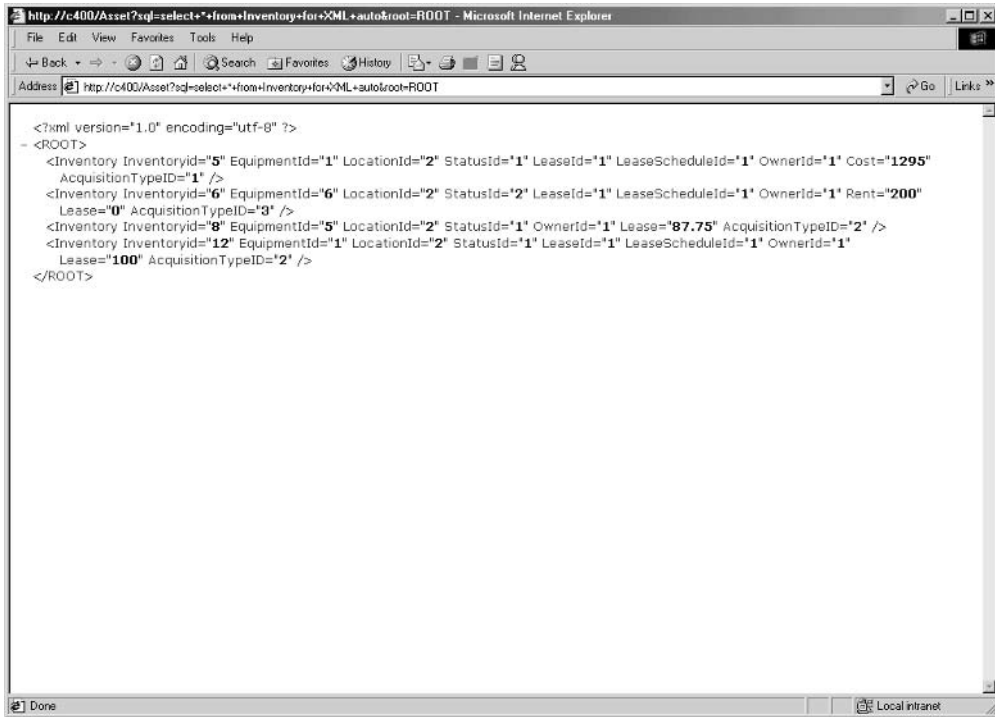 http://c400/Asset?sql=select+*+from+Inventory+for+XML+auto&root=ROOT - Microsoft Internet Explorer
File Edit View Favorites Tools Help
Back Search Favorites History
Address http://c400/Asset?sql=select+*+from+Inventory+for+XML+auto&root=ROOT Go Links »
<?xml version="1.0" encoding="utf-8" ?>
- <ROOT>
<Inventory Inventoryid="5" EquipmentId="1" LocationId="2" StatusId="1" LeaseId="1" LeaseScheduleId="1" OwnerId="1" Cost="1295"
AcquisitionTypeID="1" />
<Inventory Inventoryid="6" EquipmentId="6" LocationId="2" StatusId="2" LeaseId="1" LeaseScheduleId="1" OwnerId="1" Rent="200"
Lease="0" AcquisitionTypeID="3" />
<Inventory Inventoryid="8" EquipmentId="5" LocationId="2" StatusId="1" OwnerId="1" Lease="87.75" AcquisitionTypeID="2" />
<Inventory Inventoryid="12" EquipmentId="1" LocationId="2" StatusId="1" LeaseId="1" LeaseScheduleId="1" OwnerId="1"
Lease="100" AcquisitionTypeID="2" />
</ROOT>
Done Local intranet